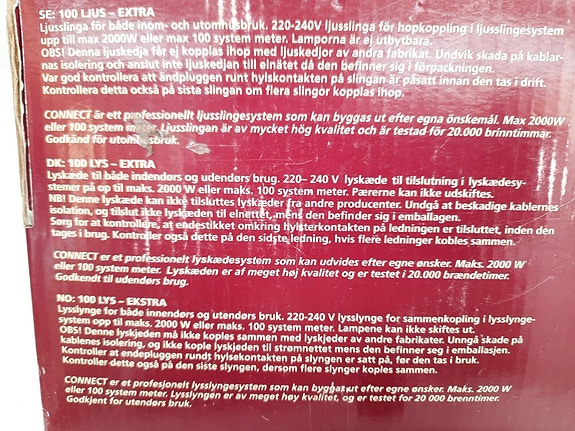 SE: 100 LJUS – EXTRA
Ljusslinga för både inom- och utomhusbruk. 220-240V ljusslinga för hopkoppling i ljusslingesystem
upp till max 2000W eller max 100 system meter. Lamporna är ej utbytbara.
OBS! Denna ljuskedja får ej kopplas ihop med ljuskedjor av andra fabrikat. Undvik skada på kablar-
nas isolering och anslut inte ljuskedjan till elnätet då den befinner sig i förpackningen.
Var god kontrollera att ändpluggen runt hylskontakten på slingan är påsatt innan den tas i drift.
Kontrollera detta också på sista slingan om flera slingor kopplas ihop.
CONNECT är ett professionellt ljusslingesystem som kan byggas ut efter egna önskemål. Max 2000W
eller 100 system meter. Ljusslingan är av mycket hög kvalitet och är testad för 20.000 brinntimmar.
Godkänd för utomhusbruk.
DK: 100 LYS – EXTRA
Lyskæde til både indendørs og udendørs brug. 220– 240 V lyskæde til tilslutning i lyskædesy-
stemer på op til maks. 2000 W eller maks. 100 system meter. Pærerne kan ikke udskiftes.
NB! Denne lyskæde kan ikke tilsluttes lyskæder fra andre producenter. Undgå at beskadige kablernes
isolation, og tilslut ikke lyskæden til elnettet, mens den befinder sig i emballagen.
Sørg for at kontrollere, at endestikket omkring hylsterkontakten på ledningen er tilsluttet, inden den
tages i brug. Kontroller også dette på den sidste ledning, hvis flere ledninger kobles sammen.
CONNECT er et professionelt lyskædesystem som kan udvides efter egne ønsker. Maks. 2000 W
eller 100 system meter. Lyskæden er af meget høj kvalitet og er testet i 20.000 brændetimer.
Godkendt til udendørs brug.
NO: 100 LYS – EKSTRA
Lysslynge for både innendørs og utendørs bruk. 220-240 V lysslynge for sammenkopling i lysslynge-
system opp til maks. 2000 W eller maks. 100 system meter. Lampene kan ikke skiftes ut.
OBS! Denne lyskjeden må ikke koples sammen med lyskjeder av andre fabrikater. Unngå skade på
kablenes isolering, og ikke kople lyskjeden til strømnettet mens den befinner seg i emballasjen.
Kontroller at endepluggen rundt hylsekontakten på slyngen er satt på, før den tas i bruk.
Kontroller dette også på den siste slyngen, derspm flere slynger koples sammen.
CONNECT er et profesjonelt lysslyngesystem som kan byggas ut efter egne ønsker. Maks. 2000 W
eller 100 system meter. Lysslyngen er av meget høy kvalitet, og er testet for 20 000 brenntimer.
Godkjent for utendørs bruk.